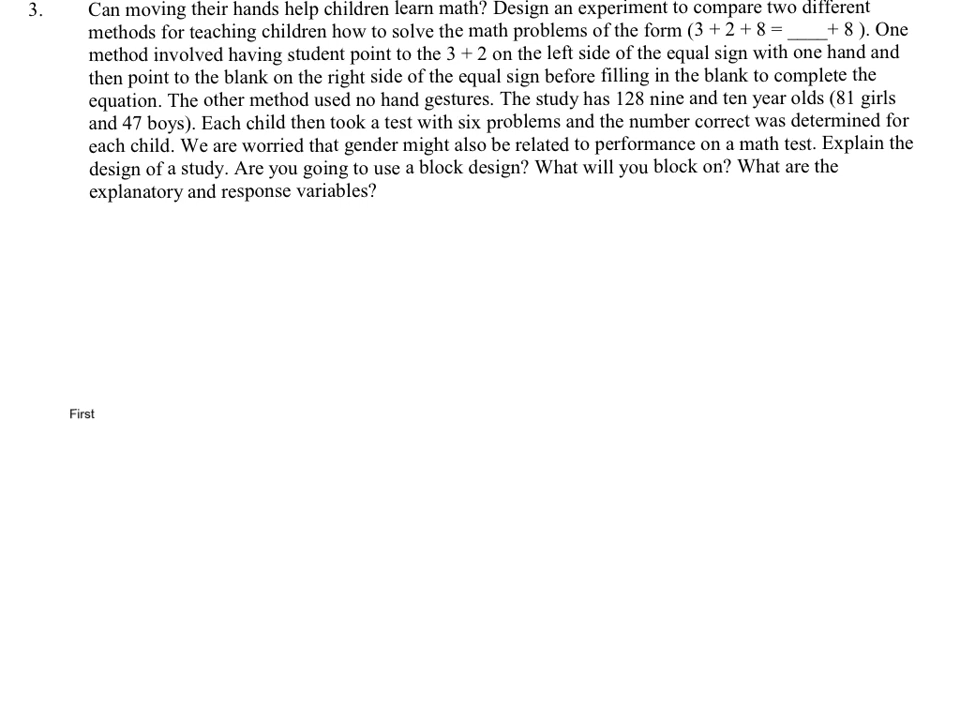 3. Can moving their hands help children learn math? Design an experiment to compare two different
methods for teaching children how to solve the math problems of the form (3 + 2 + 8 = ____+ 8 ). One
method involved having student point to the 3 + 2 on the left side of the equal sign with one hand and
then point to the blank on the right side of the equal sign before filling in the blank to complete the
equation. The other method used no hand gestures. The study has 128 nine and ten year olds (81 girls
and 47 boys). Each child then took a test with six problems and the number correct was determined for
each child. We are worried that gender might also be related to performance on a math test. Explain the
design of a study. Are you going to use a block design? What will you block on? What are the
explanatory and response variables?
First